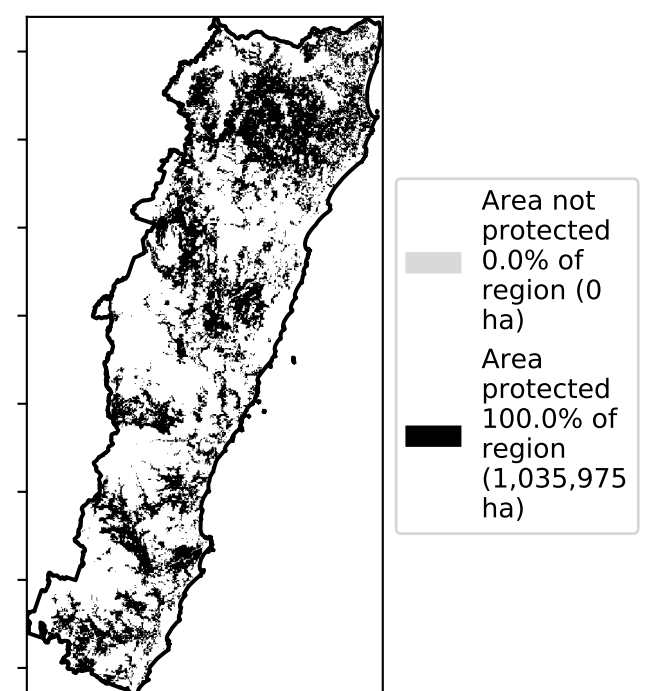 Area not
protected
0.0% of
region (0
ha)
Area
protected
100.0% of
region
(1,035,975
ha)